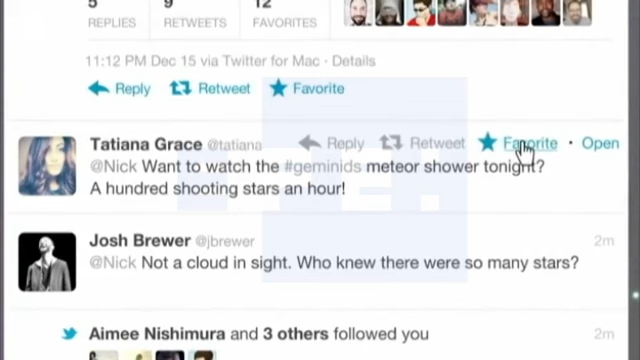 5 9 12
REPLIES RETWEETS FAVORITES
11:12 PM Dec 15 via Twitter for Mac · Details
Reply Retweet Favorite
Tatiana Grace @tatiana Reply Retweet Favorite · Open
@Nick Want to watch the #geminids meteor shower tonight?
A hundred shooting stars an hour!
Josh Brewer @jbrewer 2m
@Nick Not a cloud in sight. Who knew there were so many stars?
Aimee Nishimura and 3 others followed you 2m